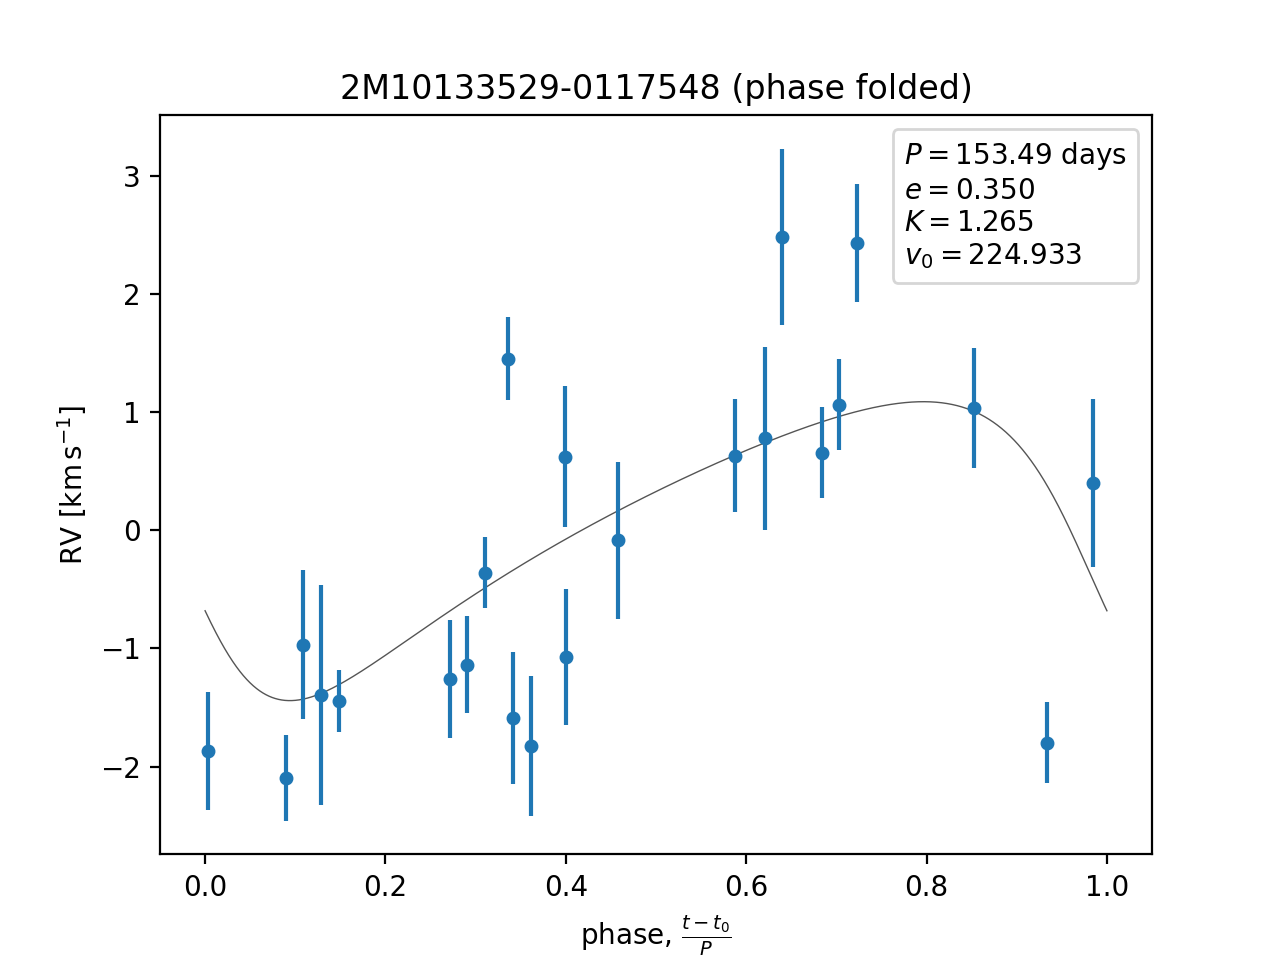 2M10133529-0117548 (phase folded)
P = 153.49 days
e = 0.350
K = 1.265
v₀ = 224.933
RV [km s⁻¹]
3
2
1
0
−1
−2
0.0 0.2 0.4 0.6 0.8 1.0
phase, (t − t₀)/P